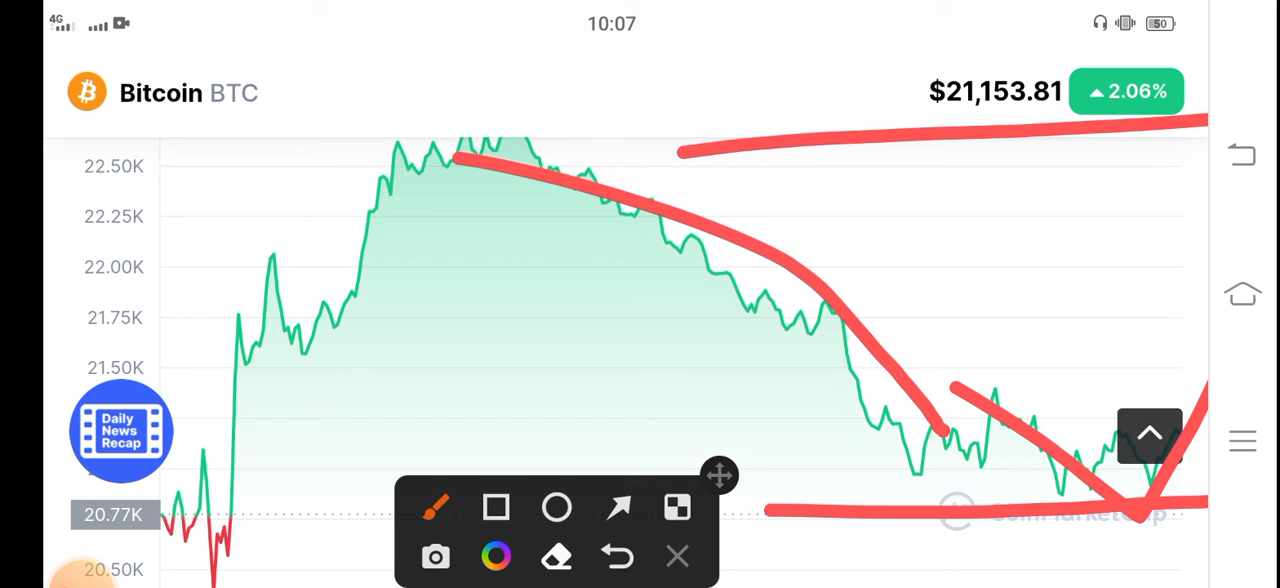 4G
10:07
50
Bitcoin BTC
$21,153.81
2.06%
22.50K
22.25K
22.00K
21.75K
21.50K
Daily
News
Recap
20.77K
20.50K